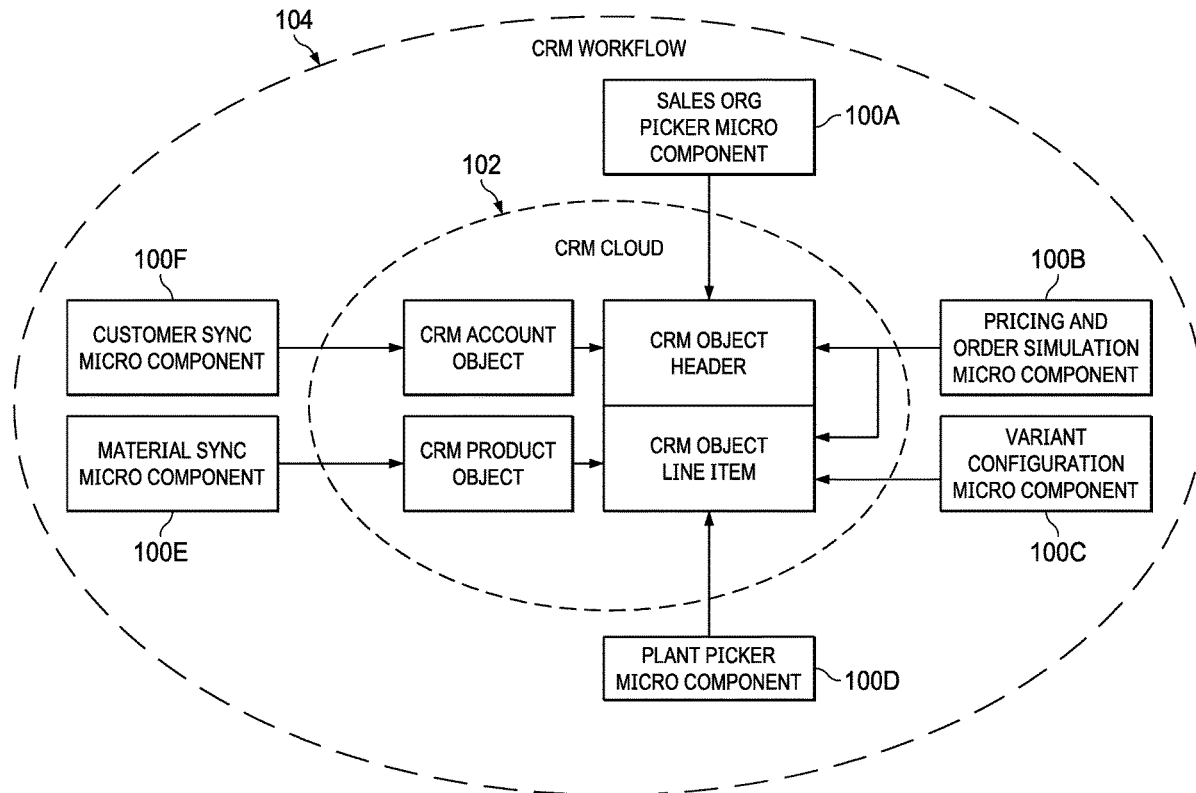 104
CRM WORKFLOW
SALES ORG
PICKER MICRO
COMPONENT
100A
102
CRM CLOUD
100F
CUSTOMER SYNC
MICRO COMPONENT
CRM ACCOUNT
OBJECT
CRM OBJECT
HEADER
100B
PRICING AND
ORDER SIMULATION
MICRO COMPONENT
MATERIAL SYNC
MICRO COMPONENT
100E
CRM PRODUCT
OBJECT
CRM OBJECT
LINE ITEM
VARIANT
CONFIGURATION
MICRO COMPONENT
100C
PLANT PICKER
MICRO COMPONENT
100D